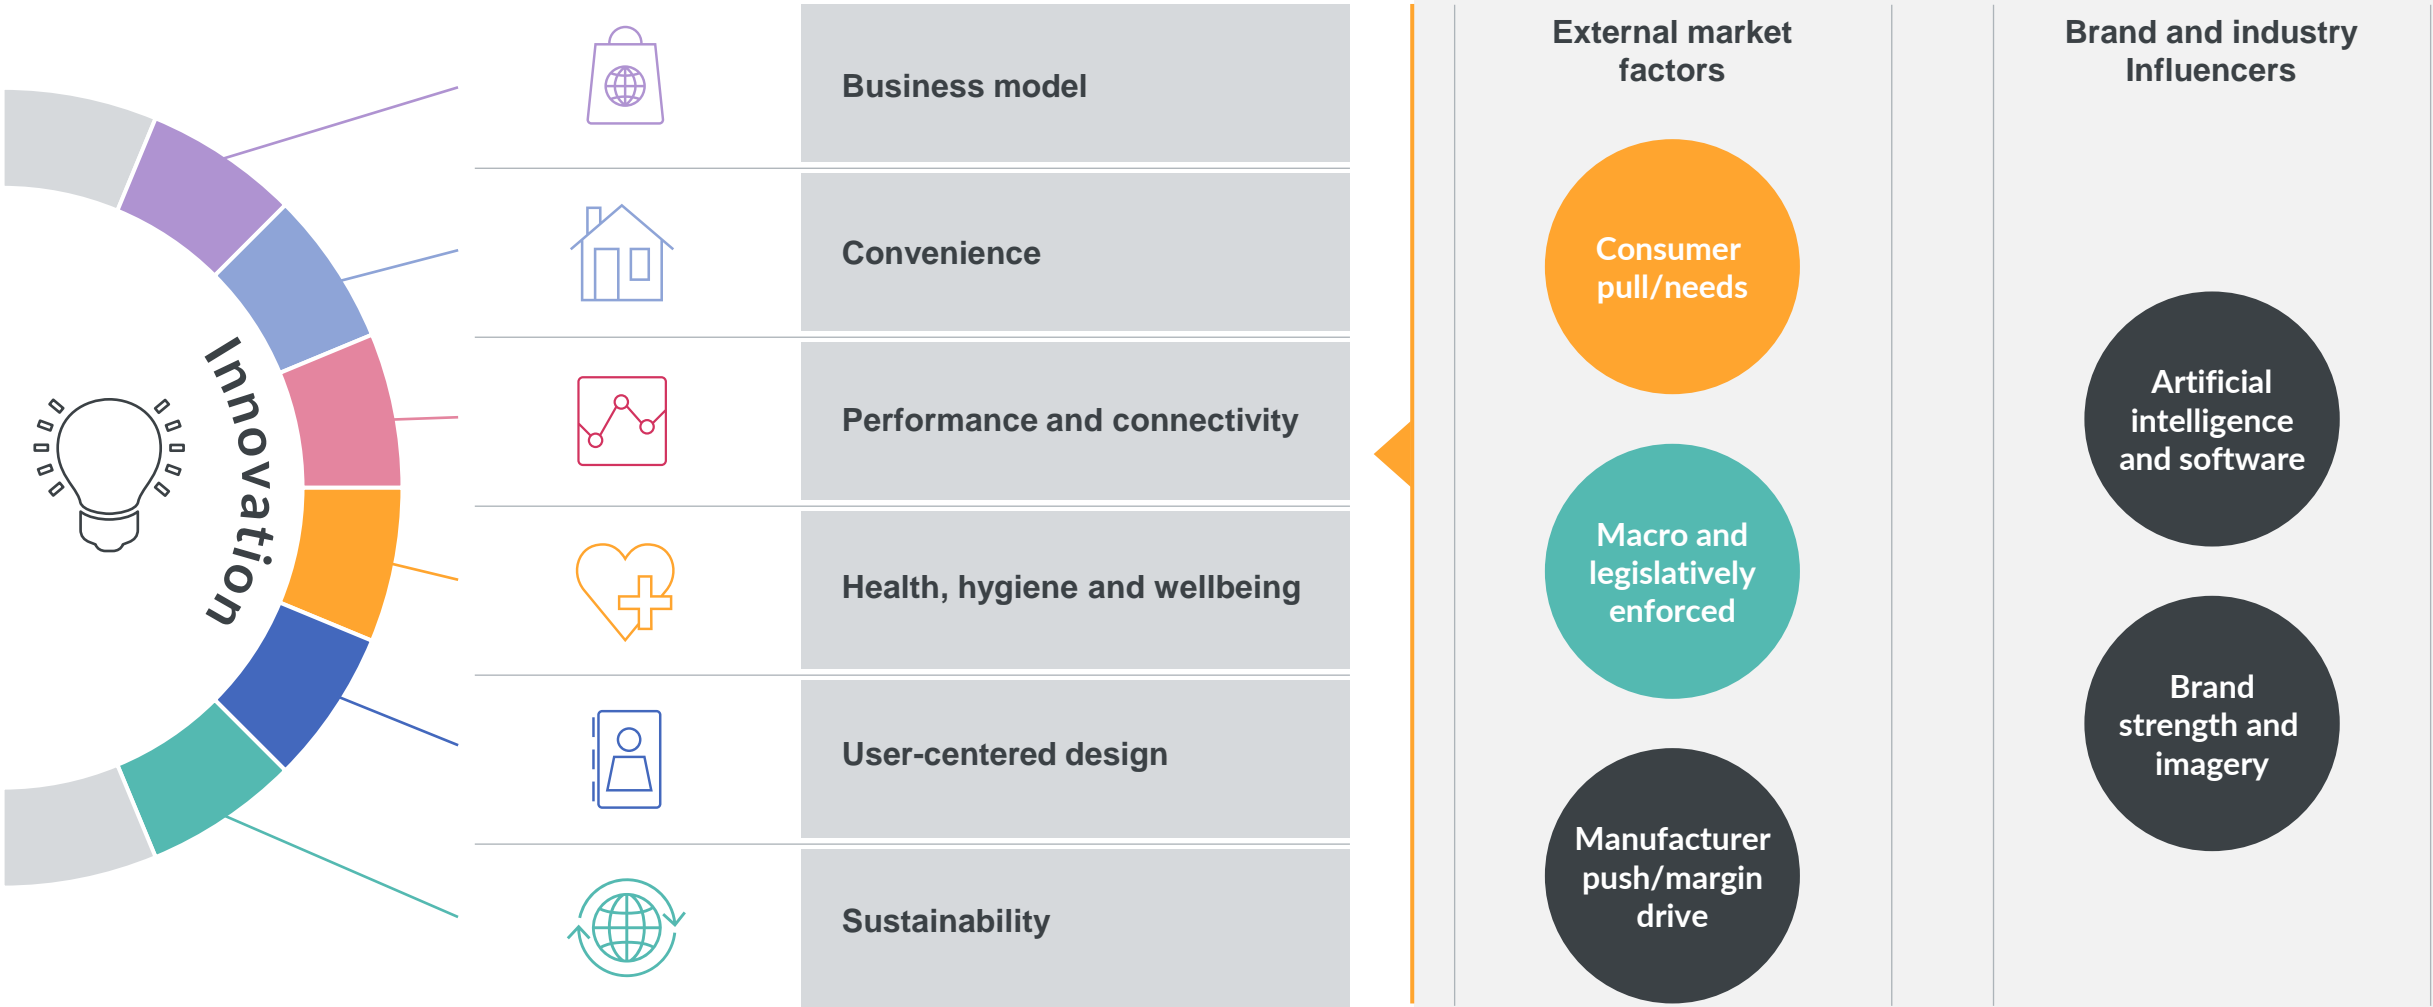 Innovation
Business model
Convenience
Performance and connectivity
Health, hygiene and wellbeing
User-centered design
Sustainability
External market
factors
Consumer
pull/needs
Macro and
legislatively
enforced
Manufacturer
push/margin
drive
Brand and industry
Influencers
Artificial
intelligence
and software
Brand
strength and
imagery